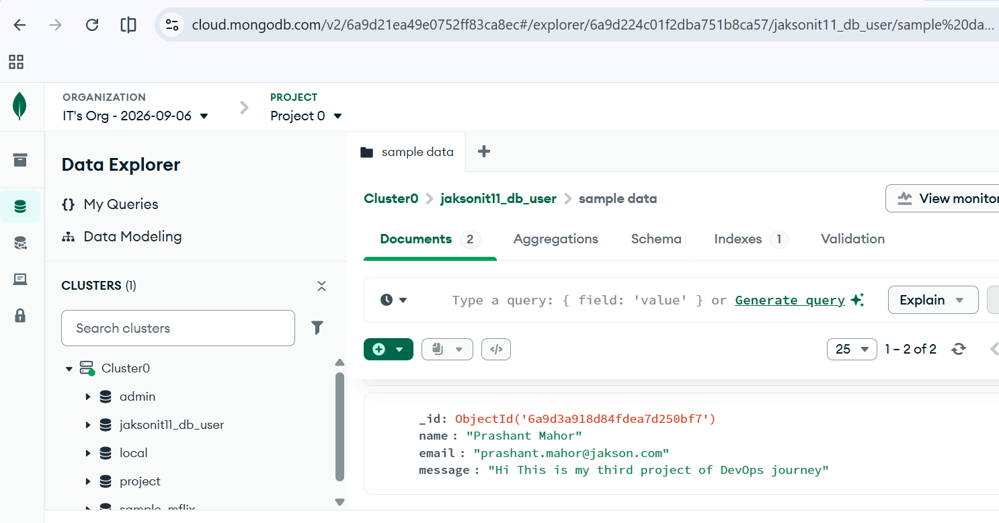 cloud.mongodb.com/v2/6a9d21ea49e0752ff83ca8ec#/explorer/6a9d224c01f2dba751b8ca57/jaksonit11_db_user/sample%20da...
ORGANIZATION
IT's Org - 2026-09-06
PROJECT
Project 0
Data Explorer
{} My Queries
Data Modeling
CLUSTERS (1)
Search clusters
Cluster0
admin
jaksonit11_db_user
local
project
sample_mflix
sample data
Cluster0 > jaksonit11_db_user > sample data
View monitor
Documents 2 Aggregations Schema Indexes 1 Validation
Type a query: { field: 'value' } or Generate query
Explain
25 1 – 2 of 2
_id: ObjectId('6a9d3a918d84fdea7d250bf7')
name : "Prashant Mahor"
email : "prashant.mahor@jakson.com"
message : "Hi This is my third project of DevOps journey"